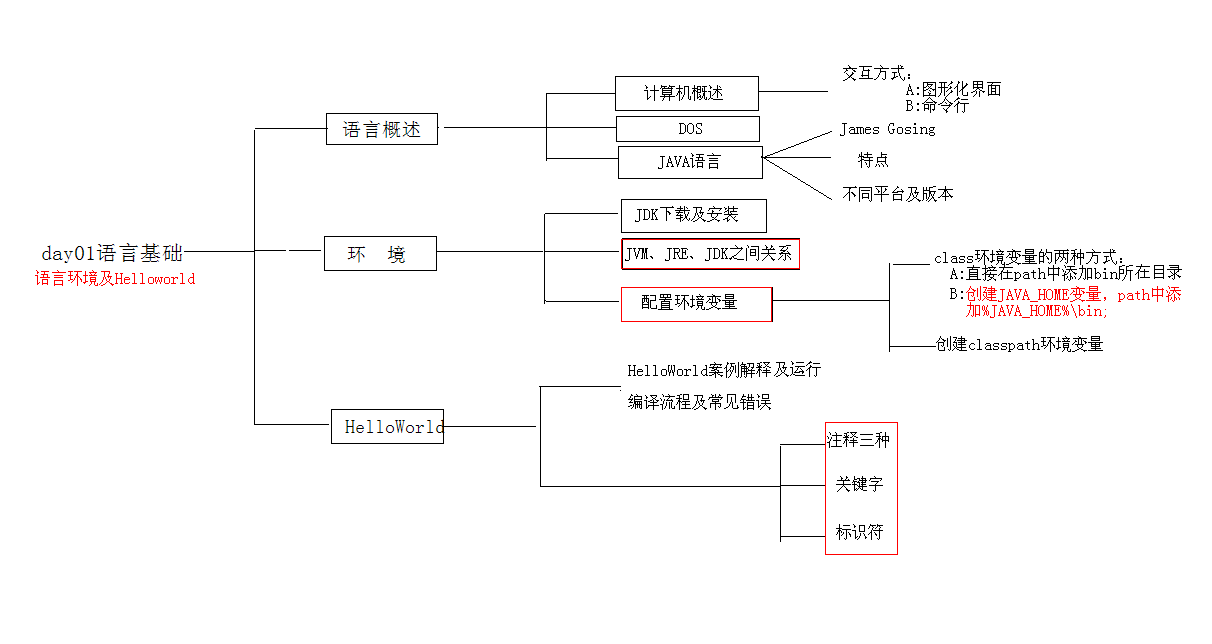 day01语言基础
语言环境及Helloworld
语言概述
计算机概述
交互方式：
A:图形化界面
B:命令行
DOS
JAVA语言
James Gosing
特点
不同平台及版本
环 境
JDK下载及安装
JVM、JRE、JDK之间关系
配置环境变量
class环境变量的两种方式：
A:直接在path中添加bin所在目录
B:创建JAVA_HOME变量，path中添
加%JAVA_HOME%\bin;
创建classpath环境变量
HelloWorld
HelloWorld案例解释及运行
编译流程及常见错误
注释三种
关键字
标识符